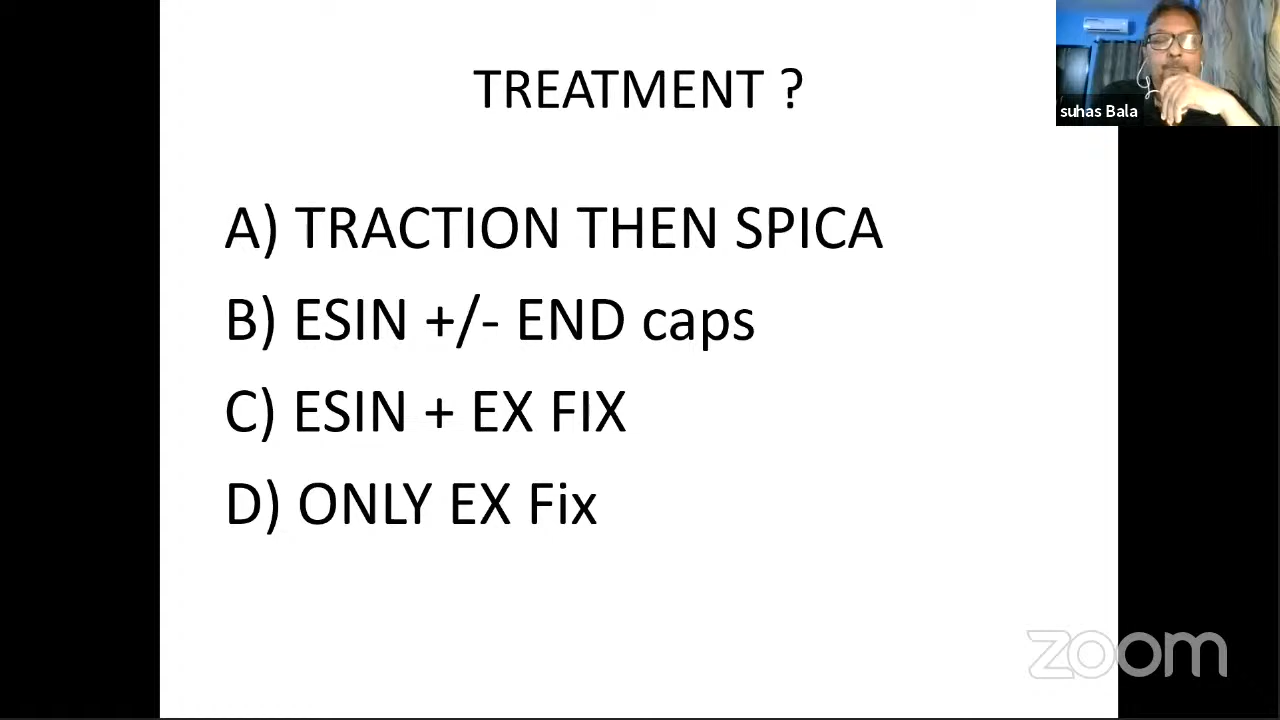 TREATMENT ?
suhas Bala
A) TRACTION THEN SPICA
B) ESIN +/- END caps
C) ESIN + EX FIX
D) ONLY EX Fix
zoom